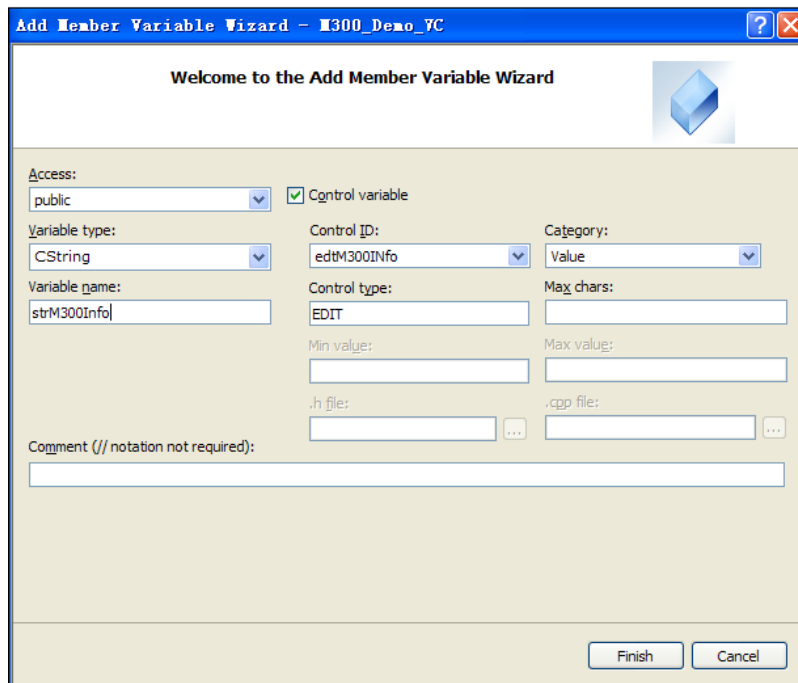 Add Member Variable Wizard - M300_Demo_VC
Welcome to the Add Member Variable Wizard
Access:
public
Control variable
Variable type:
Control ID:
Category:
CString
edtM300INfo
Value
Variable name:
Control type:
Max chars:
strM300Info
EDIT
Min value:
Max value:
.h file:
.cpp file:
...
...
Comment (// notation not required):
Finish
Cancel